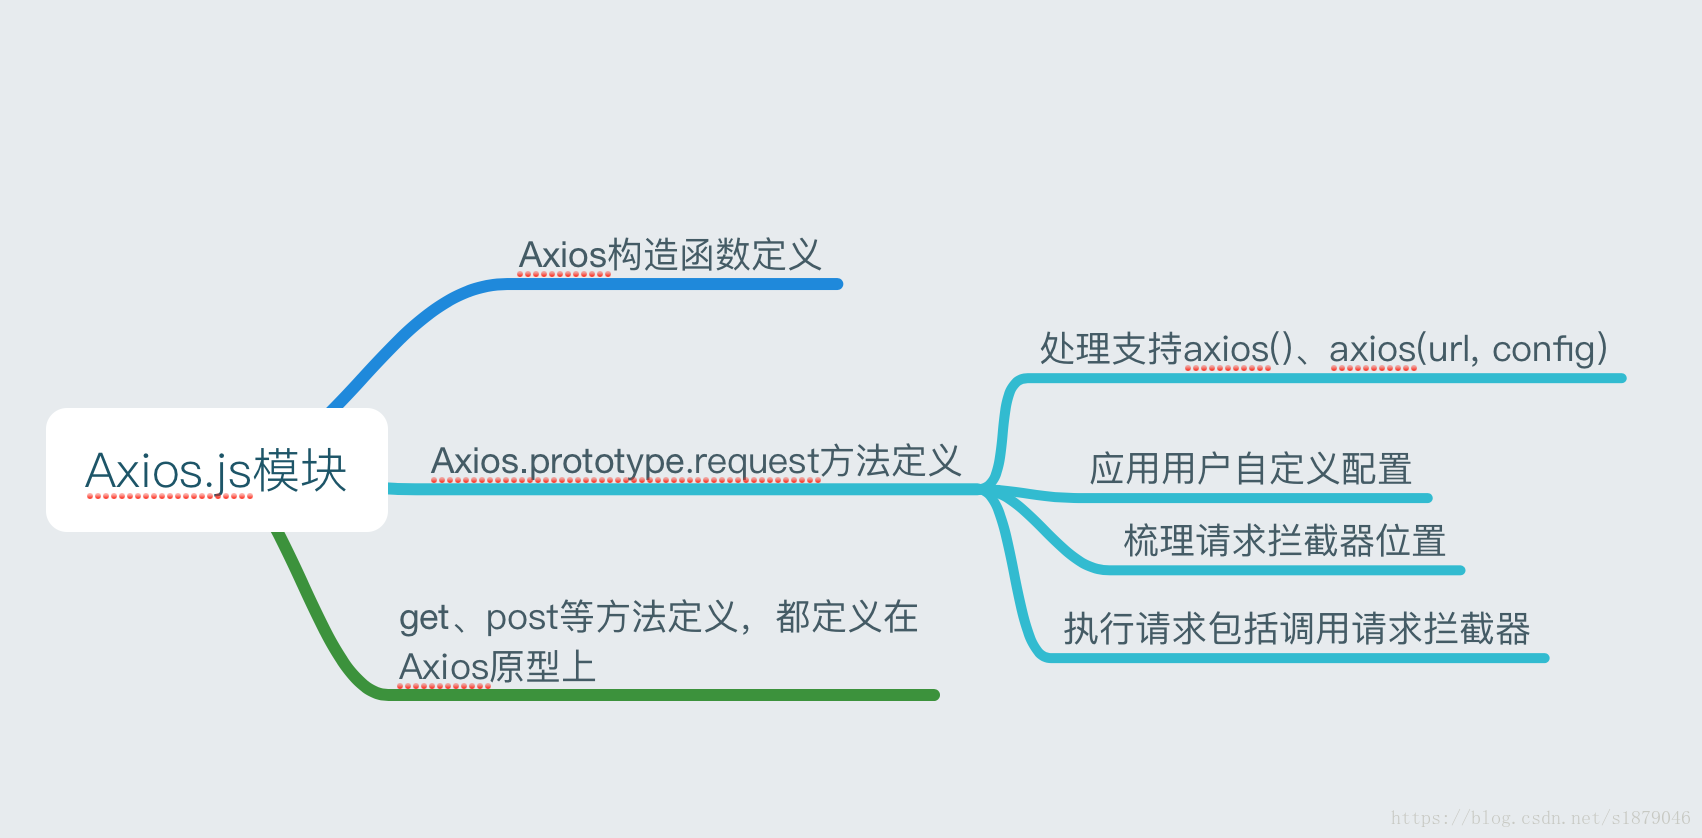 Axios构造函数定义
处理支持axios()、axios(url, config)
Axios.js模块
Axios.prototype.request方法定义
应用用户自定义配置
梳理请求拦截器位置
执行请求包括调用请求拦截器
get、post等方法定义，都定义在
Axios原型上
https://blog.csdn.net/s1879046